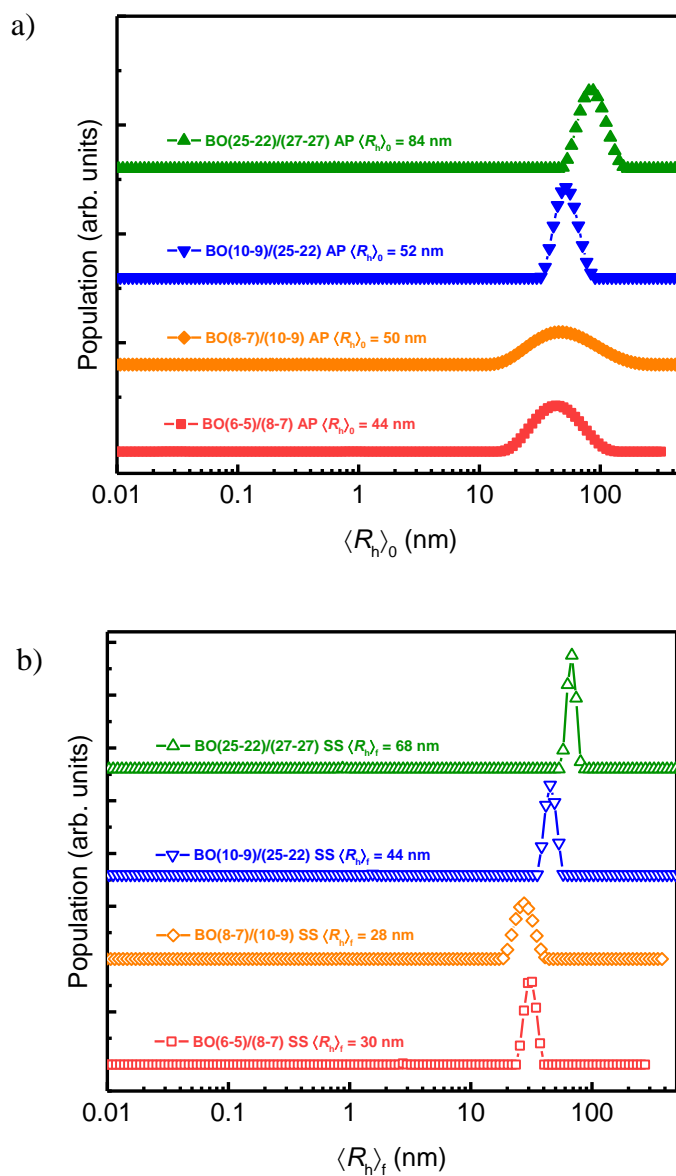 a)
Population (arb. units)
BO(25-22)/(27-27) AP ⟨Rh⟩0 = 84 nm
BO(10-9)/(25-22) AP ⟨Rh⟩0 = 52 nm
BO(8-7)/(10-9) AP ⟨Rh⟩0 = 50 nm
BO(6-5)/(8-7) AP ⟨Rh⟩0 = 44 nm
0.01 0.1 1 10 100
⟨Rh⟩0 (nm)
b)
Population (arb. units)
BO(25-22)/(27-27) SS ⟨Rh⟩f = 68 nm
BO(10-9)/(25-22) SS ⟨Rh⟩f = 44 nm
BO(8-7)/(10-9) SS ⟨Rh⟩f = 28 nm
BO(6-5)/(8-7) SS ⟨Rh⟩f = 30 nm
0.01 0.1 1 10 100
⟨Rh⟩f (nm)